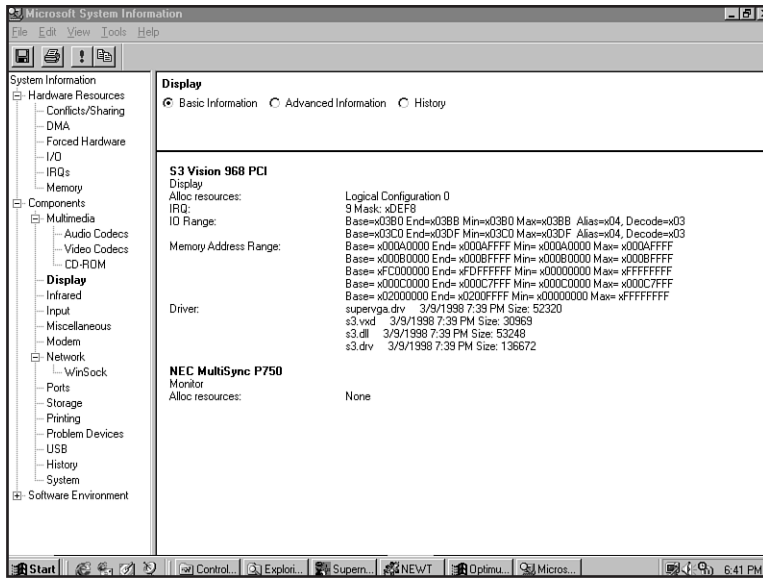 Microsoft System Information
File Edit View Tools Help
System Information
Hardware Resources
Conflicts/Sharing
DMA
Forced Hardware
I/O
IRQs
Memory
Components
Multimedia
Audio Codecs
Video Codecs
CD-ROM
Display
Infrared
Input
Miscellaneous
Modem
Network
WinSock
Ports
Storage
Printing
Problem Devices
USB
History
System
Software Environment
Display
Basic Information Advanced Information History
S3 Vision 968 PCI
Display
Alloc resources: Logical Configuration 0
IRQ: 9 Mask: xDEF8
IO Range: Base=x03B0 End=x03BB Min=x03B0 Max=x03BB Alias=x04, Decode=x03
Base=x03C0 End=x03DF Min=x03C0 Max=x03DF Alias=x04, Decode=x03
Memory Address Range: Base= x000A0000 End= x000AFFFF Min= x000A0000 Max= x000AFFFF
Base= x000B0000 End= x000BFFFF Min= x000B0000 Max= x000BFFFF
Base= xFC000000 End= xFDFFFFFF Min= x00000000 Max= xFFFFFFFF
Base= x000C0000 End= x000C7FFF Min= x000C0000 Max= x000C7FFF
Base= x02000000 End= x0200FFFF Min= x00000000 Max= xFFFFFFFF
Driver: supervga.drv 3/9/1998 7:39 PM Size: 52320
s3.vxd 3/9/1998 7:39 PM Size: 30969
s3.dll 3/9/1998 7:39 PM Size: 53248
s3.drv 3/9/1998 7:39 PM Size: 136672
NEC MultiSync P750
Monitor
Alloc resources: None
Start Control... Explori... Supern... NEWT Optimu... Micros... 6:41 PM